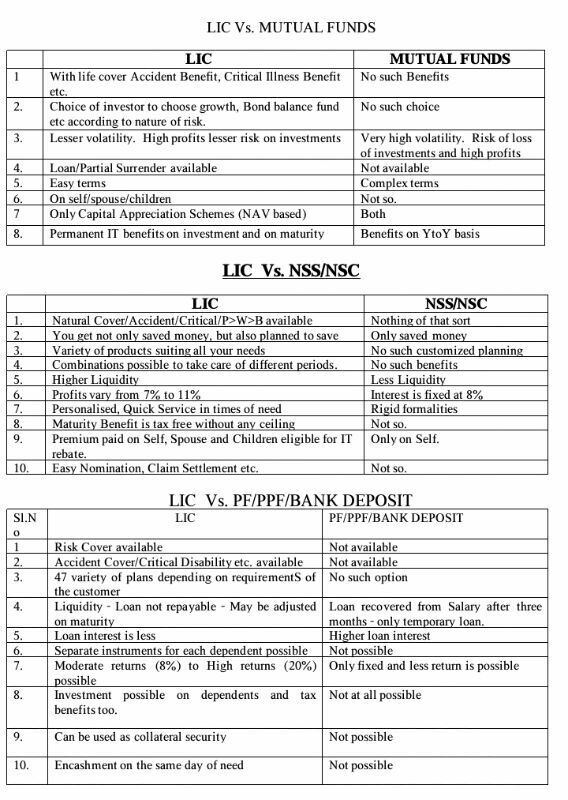 LIC Vs. MUTUAL FUNDS
LIC MUTUAL FUNDS
1 With life cover Accident Benefit, Critical Illness Benefit No such Benefits
etc.
2. Choice of investor to choose growth, Bond balance fund No such choice
etc according to nature of risk.
3. Lesser volatility. High profits lesser risk on investments Very high volatility. Risk of loss
of investments and high profits
4. Loan/Partial Surrender available Not available
5. Easy terms Complex terms
6. On self/spouse/children Not so.
7 Only Capital Appreciation Schemes (NAV based) Both
8. Permanent IT benefits on investment and on maturity Benefits on YtoY basis
LIC Vs. NSS/NSC
LIC NSS/NSC
1. Natural Cover/Accident/Critical/P>W>B available Nothing of that sort
2. You get not only saved money, but also planned to save Only saved money
3. Variety of products suiting all your needs No such customized planning
4. Combinations possible to take care of different periods. No such benefits
5. Higher Liquidity Less Liquidity
6. Profits vary from 7% to 11% Interest is fixed at 8%
7. Personalised, Quick Service in times of need Rigid formalities
8. Maturity Benefit is tax free without any ceiling Not so.
9. Premium paid on Self, Spouse and Children eligible for IT Only on Self.
rebate.
10. Easy Nomination, Claim Settlement etc. Not so.
LIC Vs. PF/PPF/BANK DEPOSIT
Sl.N LIC PF/PPF/BANK DEPOSIT
o
1 Risk Cover available Not available
2. Accident Cover/Critical Disability etc. available Not available
3. 47 variety of plans depending on requirementS of No such option
the customer
4. Liquidity - Loan not repayable - May be adjusted Loan recovered from Salary after three
on maturity months - only temporary loan.
5. Loan interest is less Higher loan interest
6. Separate instruments for each dependent possible Not possible
7. Moderate returns (8%) to High returns (20%) Only fixed and less return is possible
possible
8. Investment possible on dependents and tax Not at all possible
benefits too.
9. Can be used as collateral security Not possible
10. Encashment on the same day of need Not possible